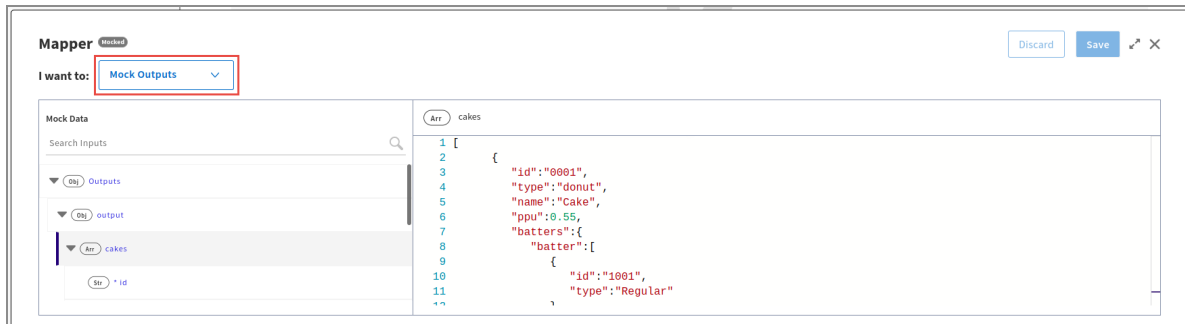 Mapper Mocked
Discard Save
I want to: Mock Outputs
Mock Data
Arr cakes
Search Inputs
Obj Outputs
Obj output
Arr cakes
Str * id
1 [
2 {
3 "id":"0001",
4 "type":"donut",
5 "name":"Cake",
6 "ppu":0.55,
7 "batters":{
8 "batter":[
9 {
10 "id":"1001",
11 "type":"Regular"